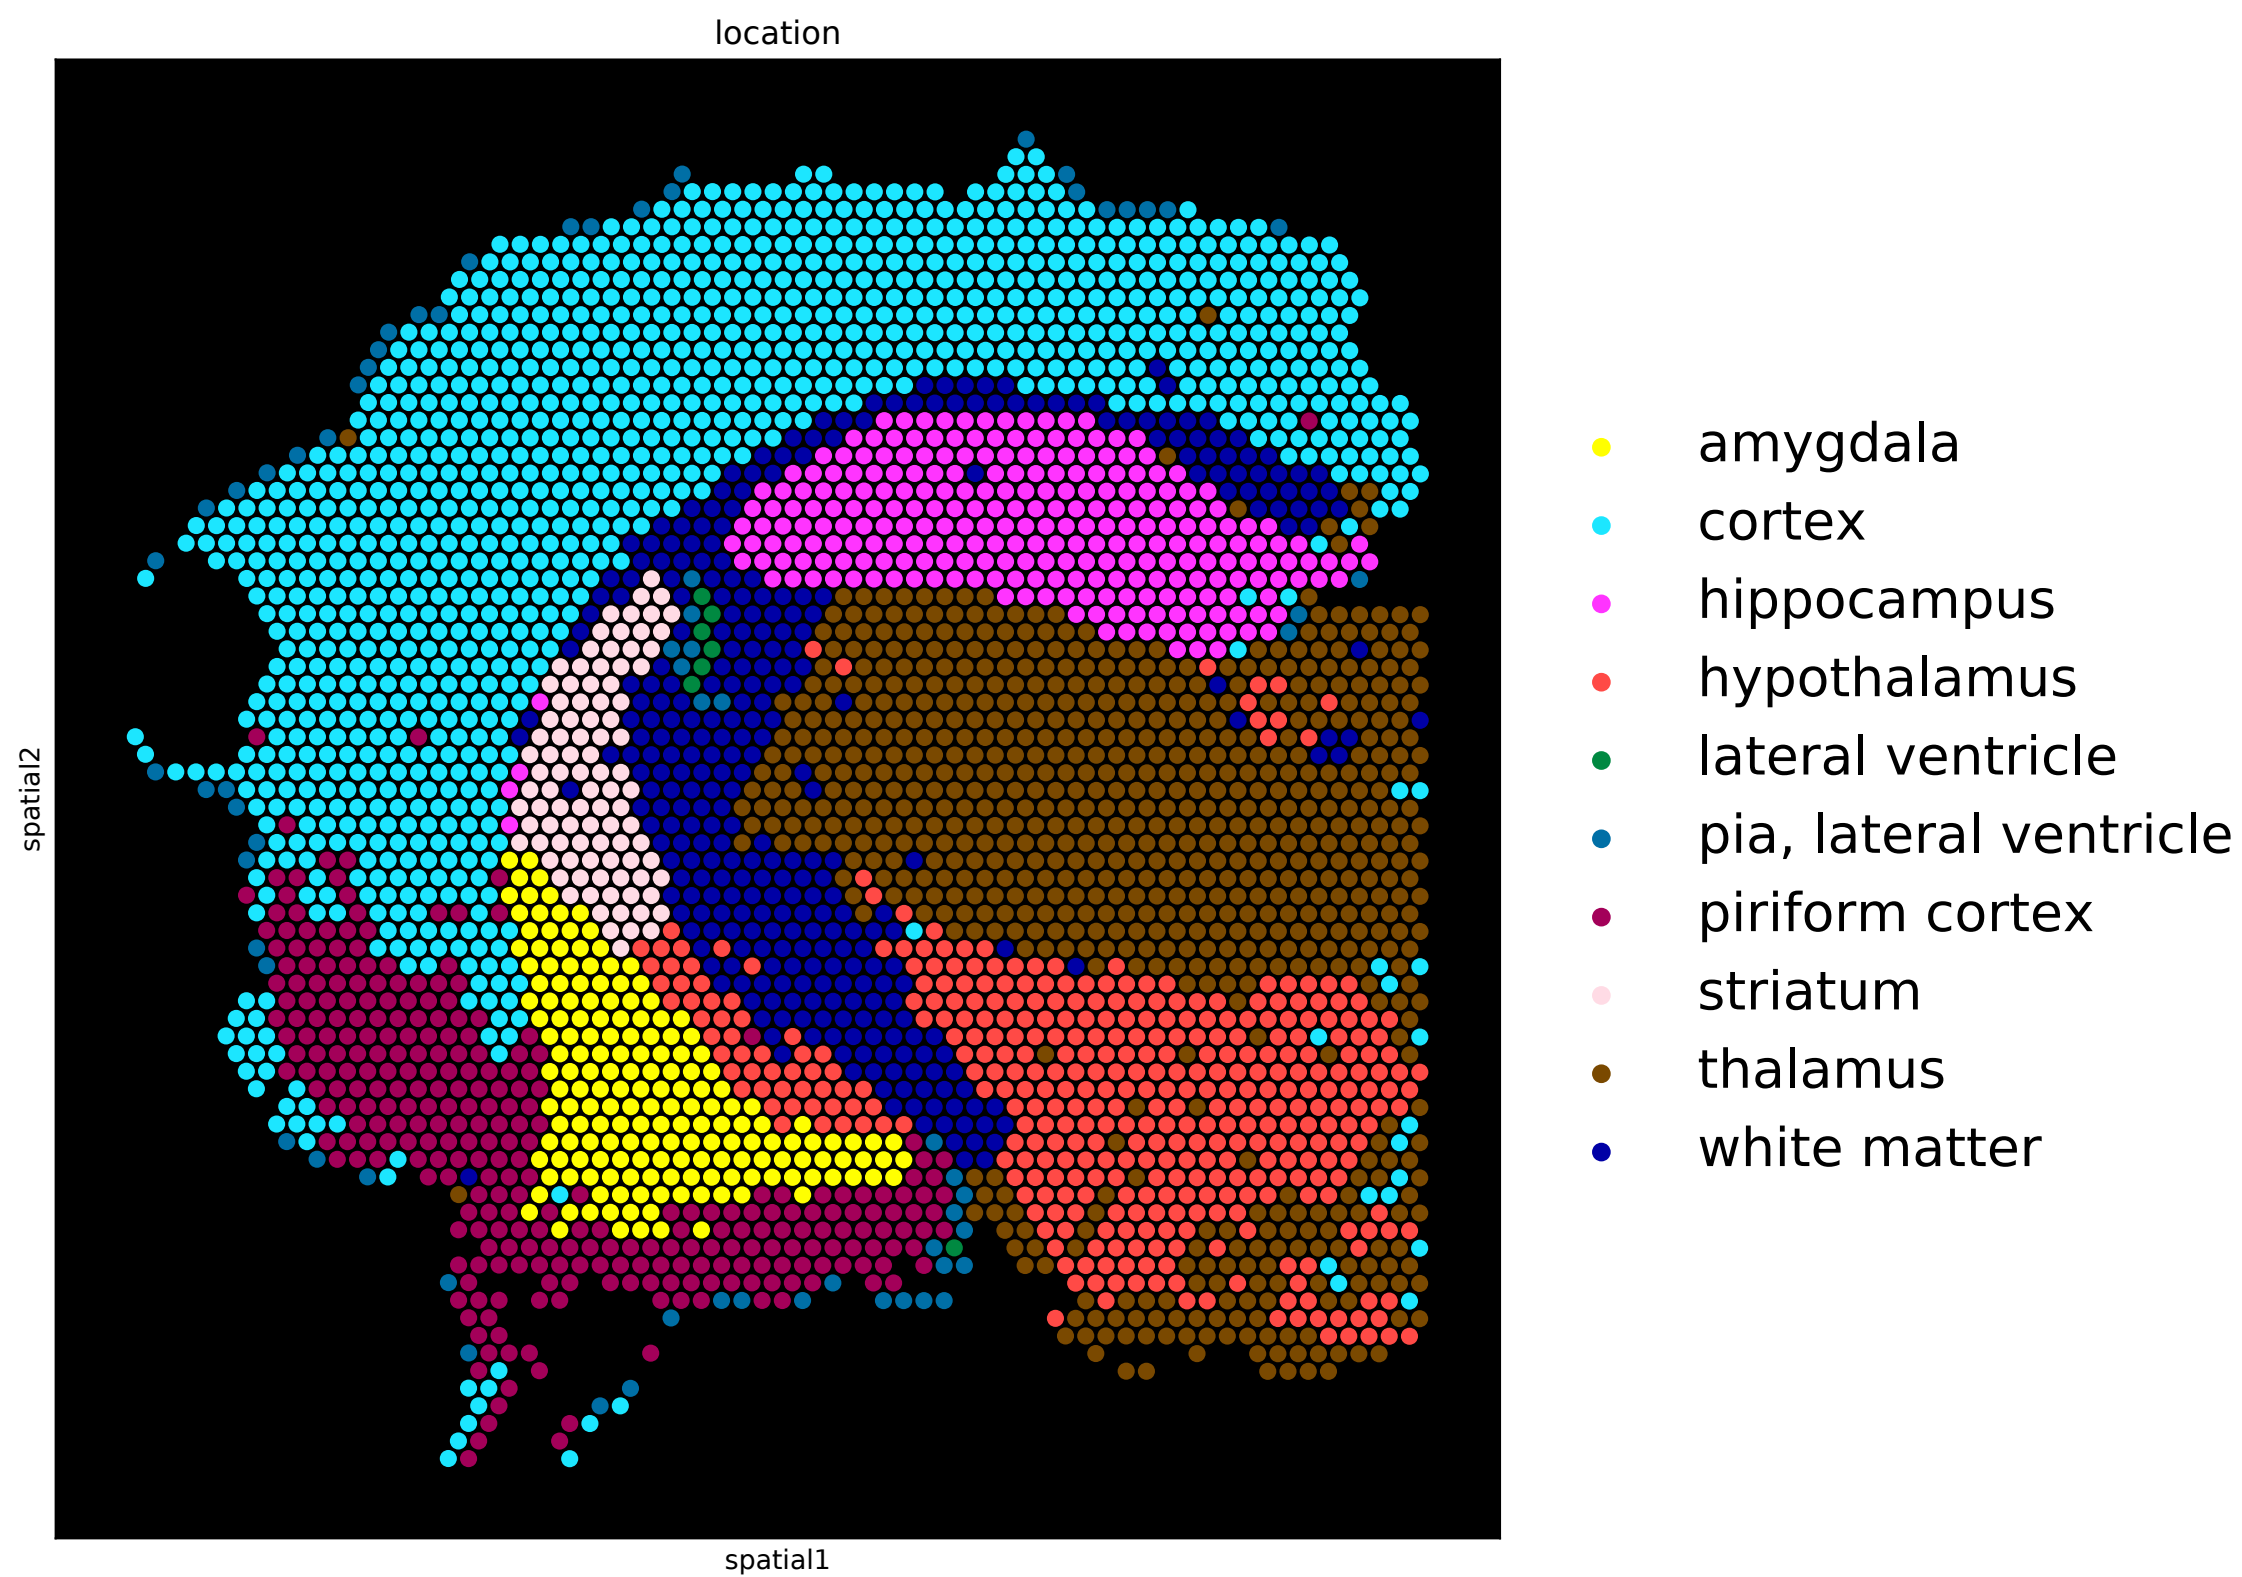 location
spatial2
spatial1
amygdala
cortex
hippocampus
hypothalamus
lateral ventricle
pia, lateral ventricle
piriform cortex
striatum
thalamus
white matter